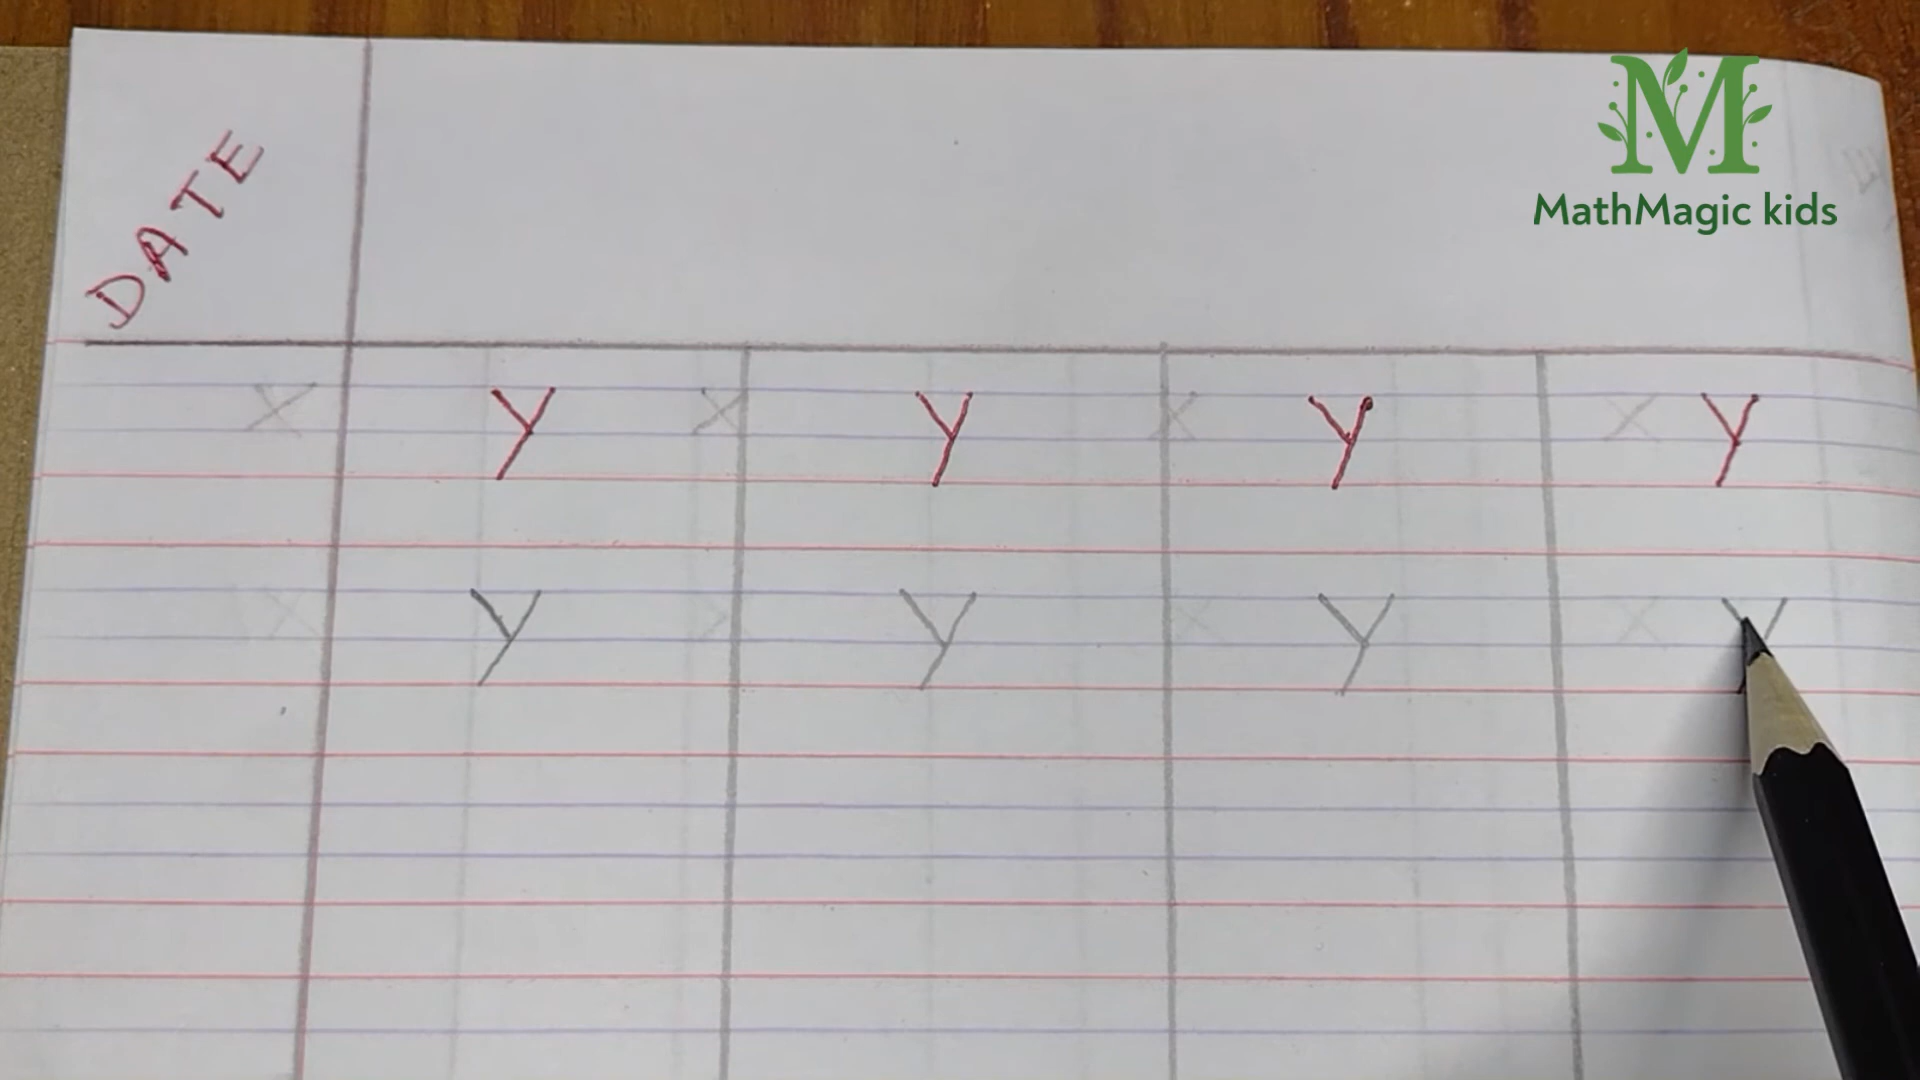 M
MathMagic kids
DATE
y y y y
y y y y